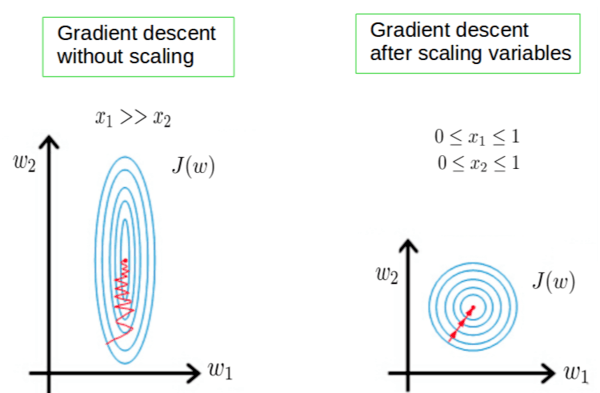 Gradient descent
without scaling
Gradient descent
after scaling variables
x₁ >> x₂
0 ≤ x₁ ≤ 1
0 ≤ x₂ ≤ 1
w₂
J(w)
w₁
w₂
J(w)
w₁